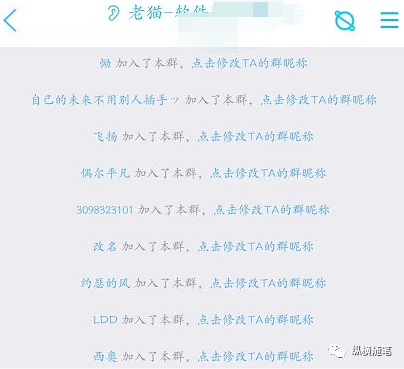 老猫-软件
恸 加入了本群，点击修改TA的群昵称
自己的未来不用别人插手ツ 加入了本群，点击修改TA的群昵称
飞扬 加入了本群，点击修改TA的群昵称
偶尔平凡 加入了本群，点击修改TA的群昵称
3098323101 加入了本群，点击修改TA的群昵称
改名 加入了本群，点击修改TA的群昵称
约瑟的风 加入了本群，点击修改TA的群昵称
LDD 加入了本群，点击修改TA的群昵称
西奥 加入了本群，点击修改TA的群昵称
纵横随笔